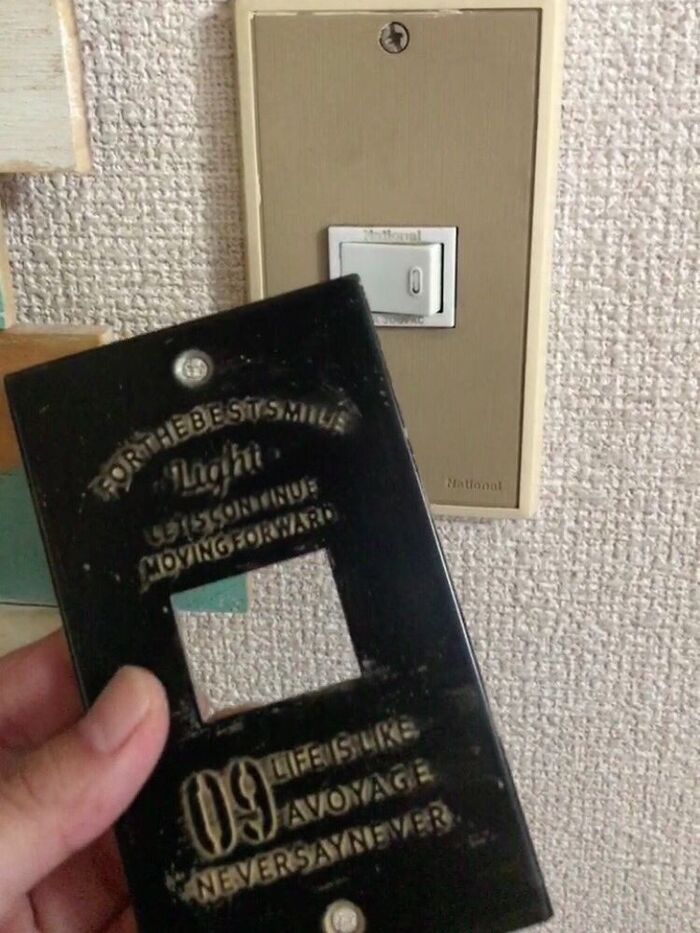 National
National
FORTHEBESTSMILE
Light
LETSCONTINUE
MOVINGFORWARD
09
LIFEISLIKE
AVOYAGE
NEVERSAYNEVER